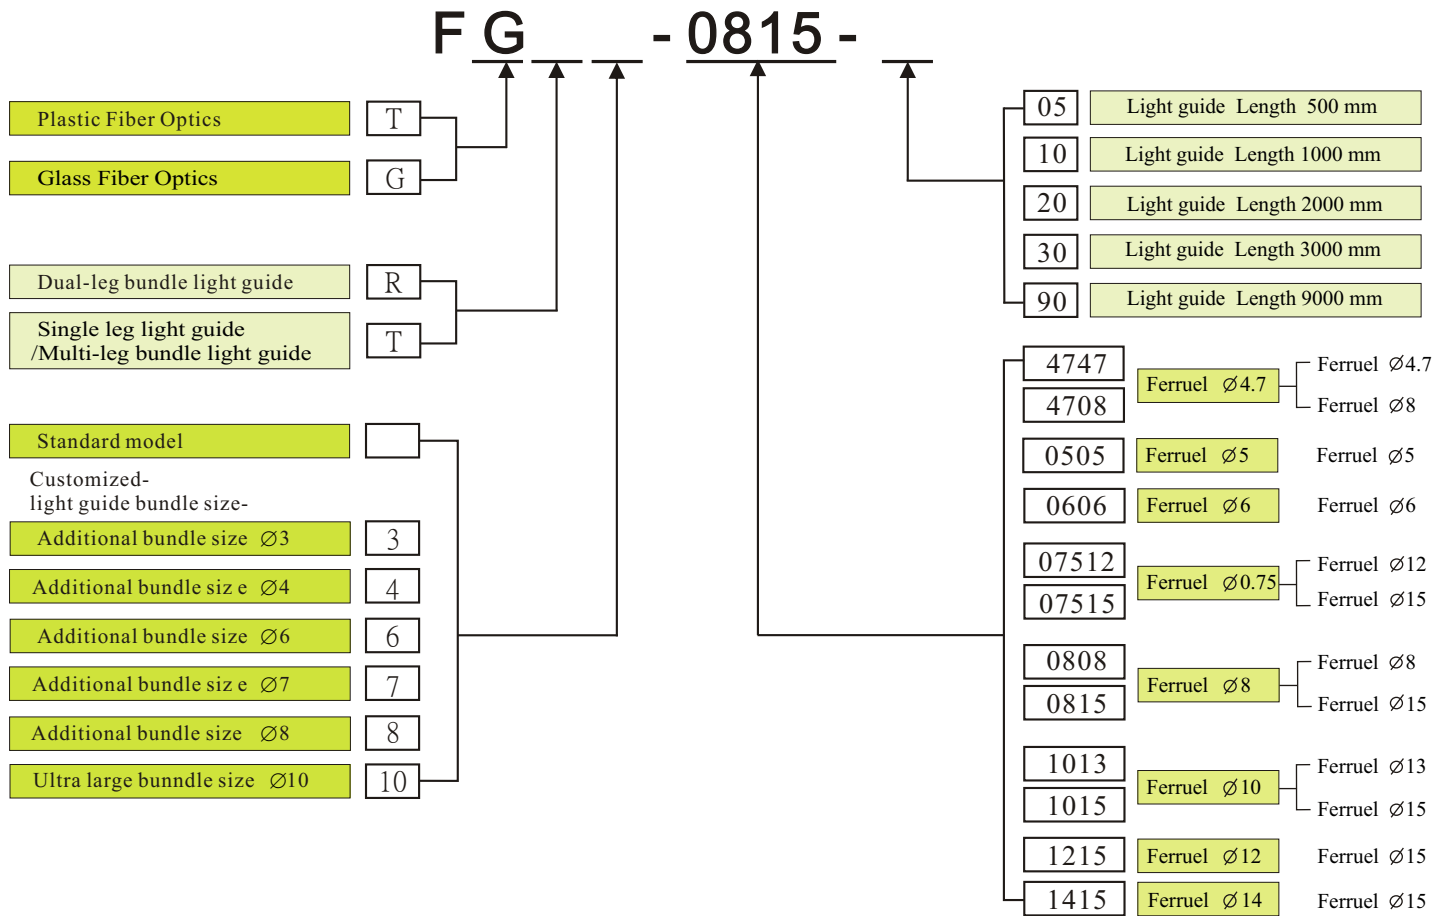 FG - 0815 -
Plastic Fiber Optics T
Glass Fiber Optics G
Dual-leg bundle light guide R
Single leg light guide
/Multi-leg bundle light guide T
Standard model
Customized-
light guide bundle size-
Additional bundle size Ø3 3
Additional bundle siz e Ø4 4
Additional bundle size Ø6 6
Additional bundle siz e Ø7 7
Additional bundle size Ø8 8
Ultra large bunndle size Ø10 10
05 Light guide Length 500 mm
10 Light guide Length 1000 mm
20 Light guide Length 2000 mm
30 Light guide Length 3000 mm
90 Light guide Length 9000 mm
4747 Ferruel Ø4.7 Ferruel Ø4.7
4708 Ferruel Ø8
0505 Ferruel Ø5 Ferruel Ø5
0606 Ferruel Ø6 Ferruel Ø6
07512 Ferruel Ø0.75 Ferruel Ø12
07515 Ferruel Ø15
0808 Ferruel Ø8 Ferruel Ø8
0815 Ferruel Ø15
1013 Ferruel Ø10 Ferruel Ø13
1015 Ferruel Ø15
1215 Ferruel Ø12 Ferruel Ø15
1415 Ferruel Ø14 Ferruel Ø15